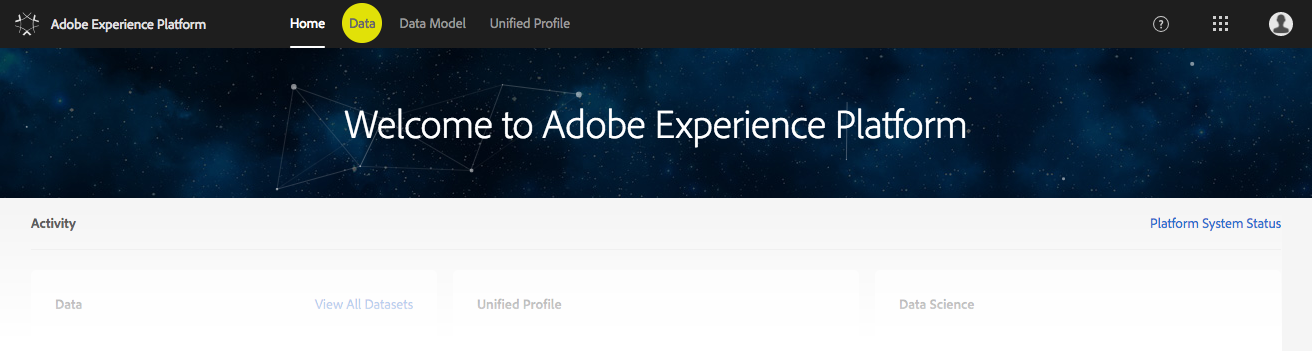 Adobe Experience Platform Home Data Data Model Unified Profile ?
Welcome to Adobe Experience Platform
Activity Platform System Status
Data View All Datasets Unified Profile Data Science